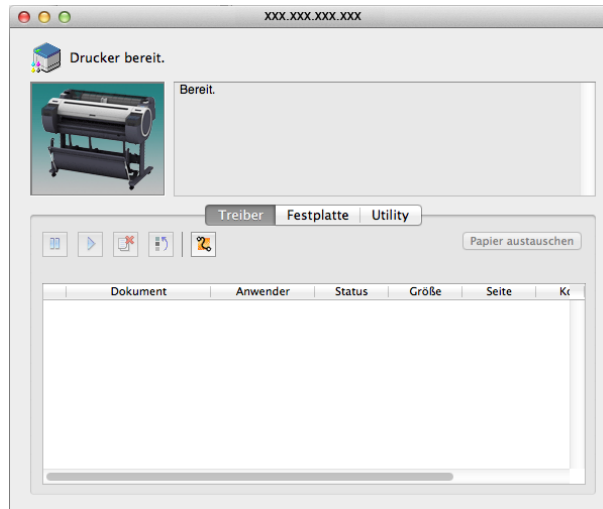 XXX.XXX.XXX.XXX
Drucker bereit.
Bereit.
Treiber Festplatte Utility
Papier austauschen
Dokument Anwender Status Größe Seite